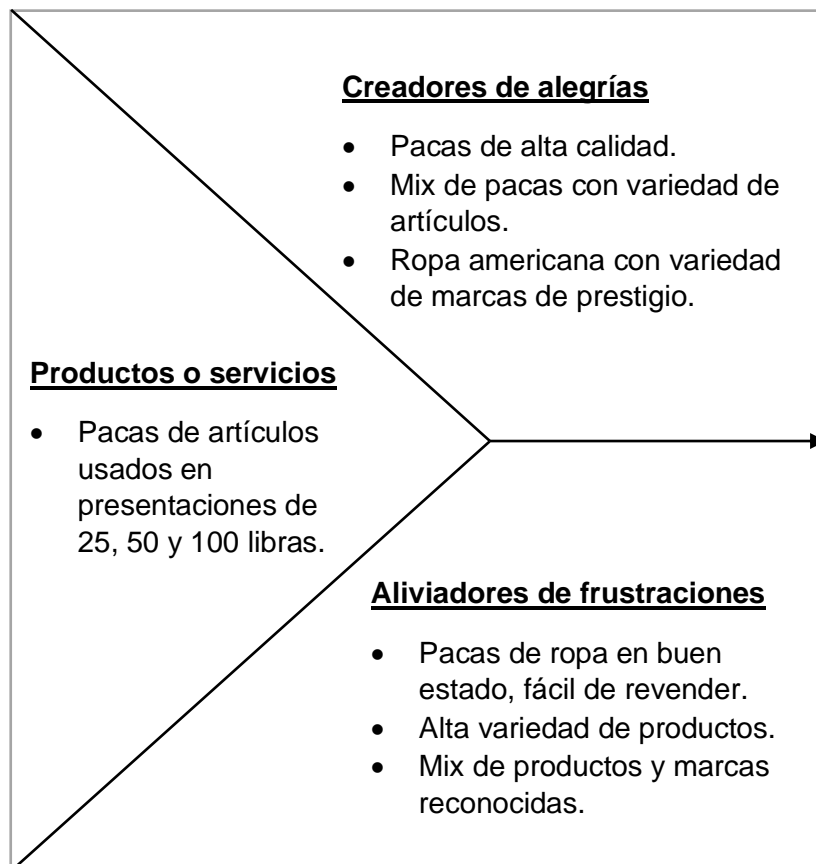 Creadores de alegrías
• Pacas de alta calidad.
• Mix de pacas con variedad de
artículos.
• Ropa americana con variedad
de marcas de prestigio.
Productos o servicios
• Pacas de artículos
usados en
presentaciones de
25, 50 y 100 libras.
Aliviadores de frustraciones
• Pacas de ropa en buen
estado, fácil de revender.
• Alta variedad de productos.
• Mix de productos y marcas
reconocidas.